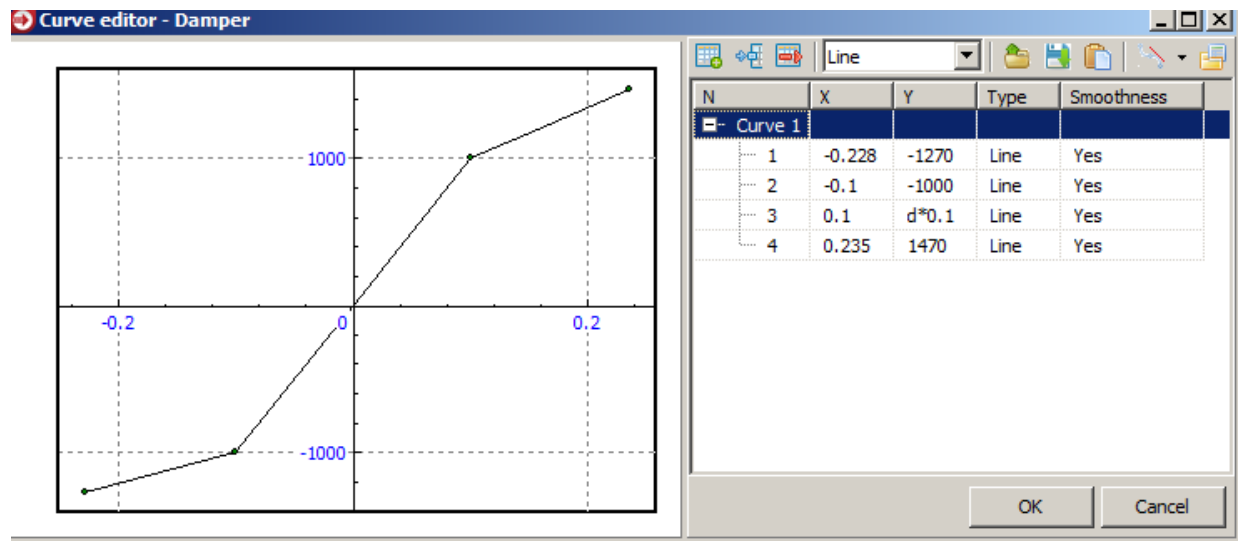 Curve editor - Damper
Line
1000
-0.2
0
0.2
-1000
N X Y Type Smoothness
Curve 1
1 -0.228 -1270 Line Yes
2 -0.1 -1000 Line Yes
3 0.1 d*0.1 Line Yes
4 0.235 1470 Line Yes
OK Cancel